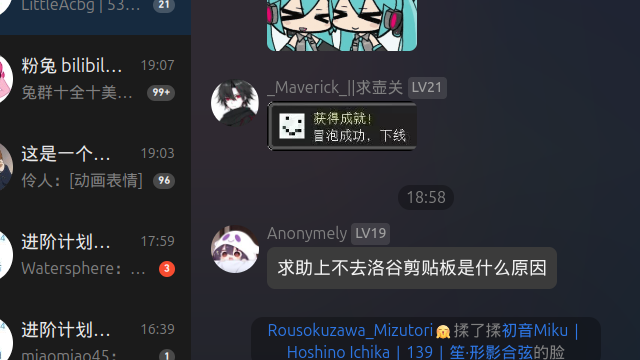 LittleAcbg | 53…
21
粉兔 bilibil…
19:07
兔群十全十美…
99+
这是一个…
19:03
伶人：[动画表情]
96
进阶计划…
17:59
Watersphere：…
3
进阶计划…
16:39
miaomiao45：
1
_Maverick_||求壶关 LV21
获得成就!
冒泡成功，下线
18:58
Anonymely LV19
求助上不去洛谷剪贴板是什么原因
Rousokuzawa_Mizutori 揉了揉初音Miku |
Hoshino Ichika | 139 | 笙·形影合弦的脸